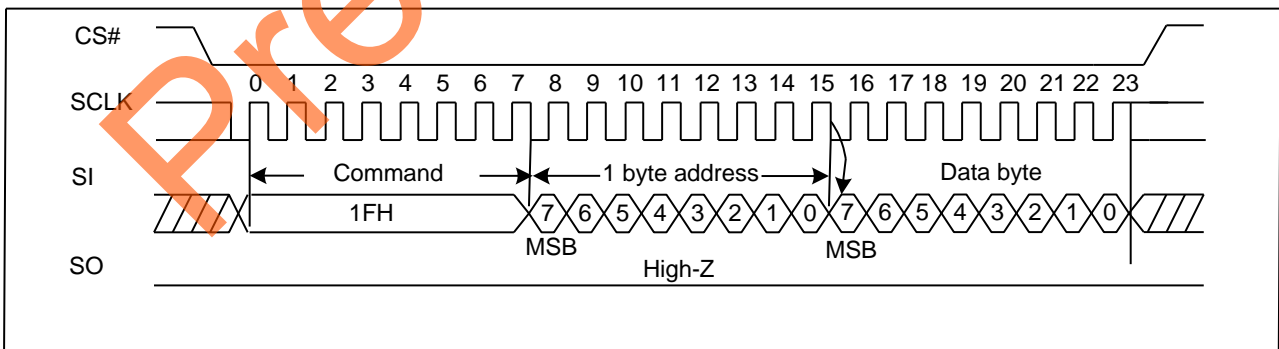 CS#
0 1 2 3 4 5 6 7 8 9 10 11 12 13 14 15 16 17 18 19 20 21 22 23
SCLK
SI Command 1 byte address Data byte
1FH 7 6 5 4 3 2 1 0 7 6 5 4 3 2 1 0
MSB MSB
SO High-Z
Pre